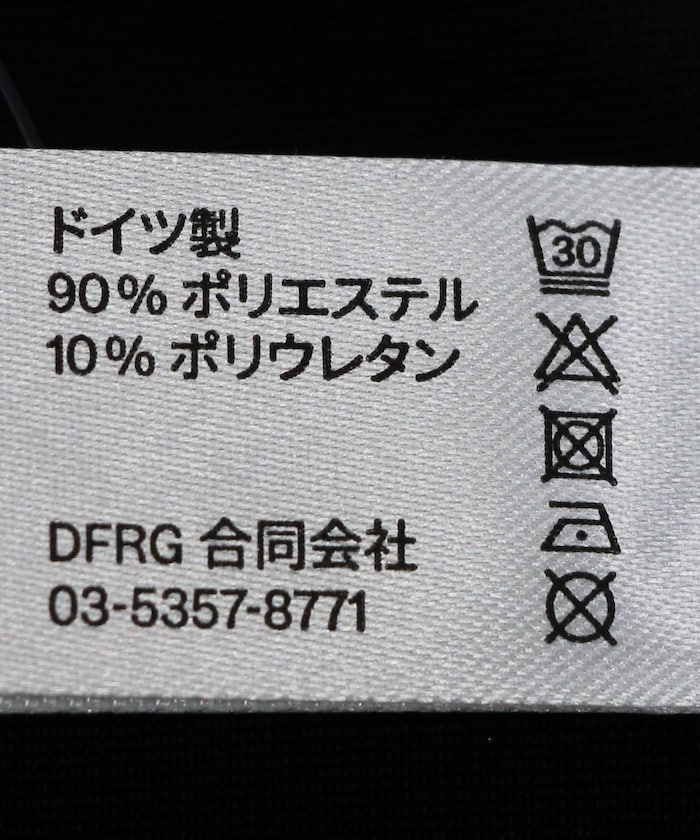 ドイツ製
90% ポリエステル
10% ポリウレタン
DFRG 合同会社
03-5357-8771
30